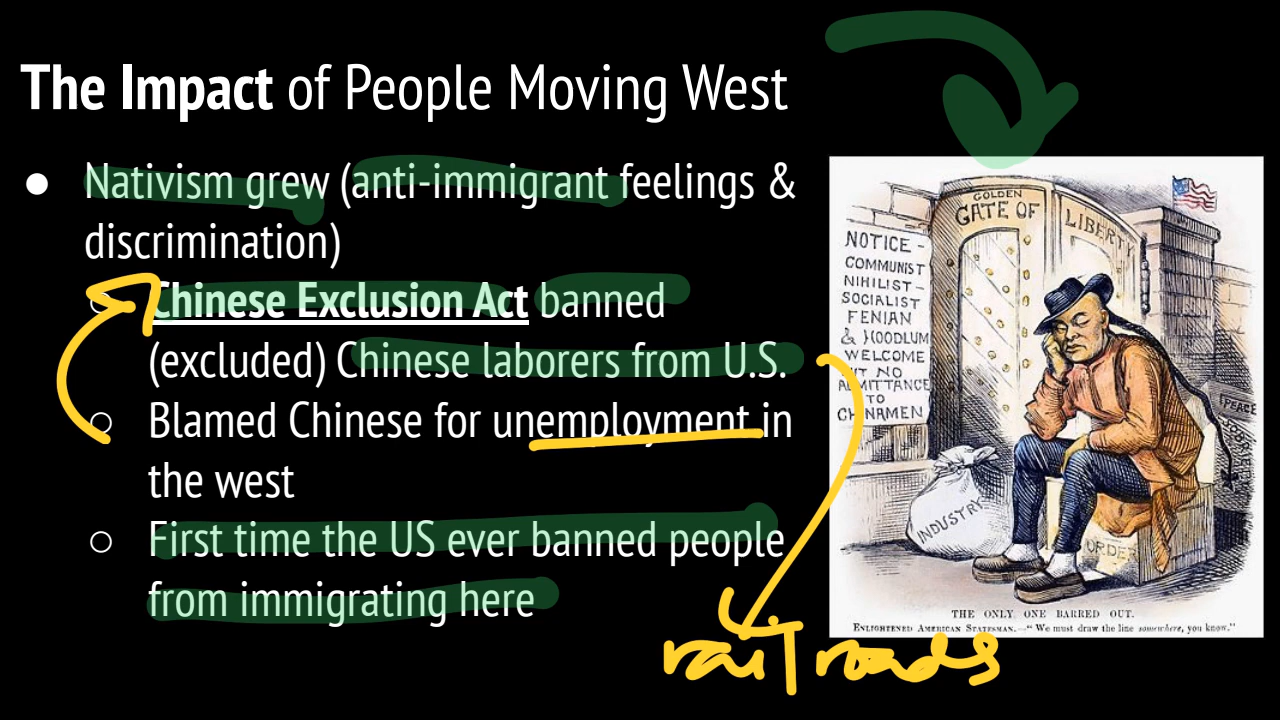 The Impact of People Moving West
● Nativism grew (anti-immigrant feelings &
discrimination)
○ Chinese Exclusion Act banned
(excluded) Chinese laborers from U.S.
○ Blamed Chinese for unemployment in
the west
○ First time the US ever banned people
from immigrating here
railroads
GOLDEN
GATE OF
LIBERTY
NOTICE -
COMMUNIST
NIHILIST -
SOCIALIST
FENIAN
& HOODLUM
WELCOME
BUT NO
ADMITTANCE
TO
CHINAMEN
PEACE
INDUSTRY
ORDER
THE ONLY ONE BARRED OUT.
ENLIGHTENED AMERICAN STATESMAN.—"We must draw the line somewhere, you know."